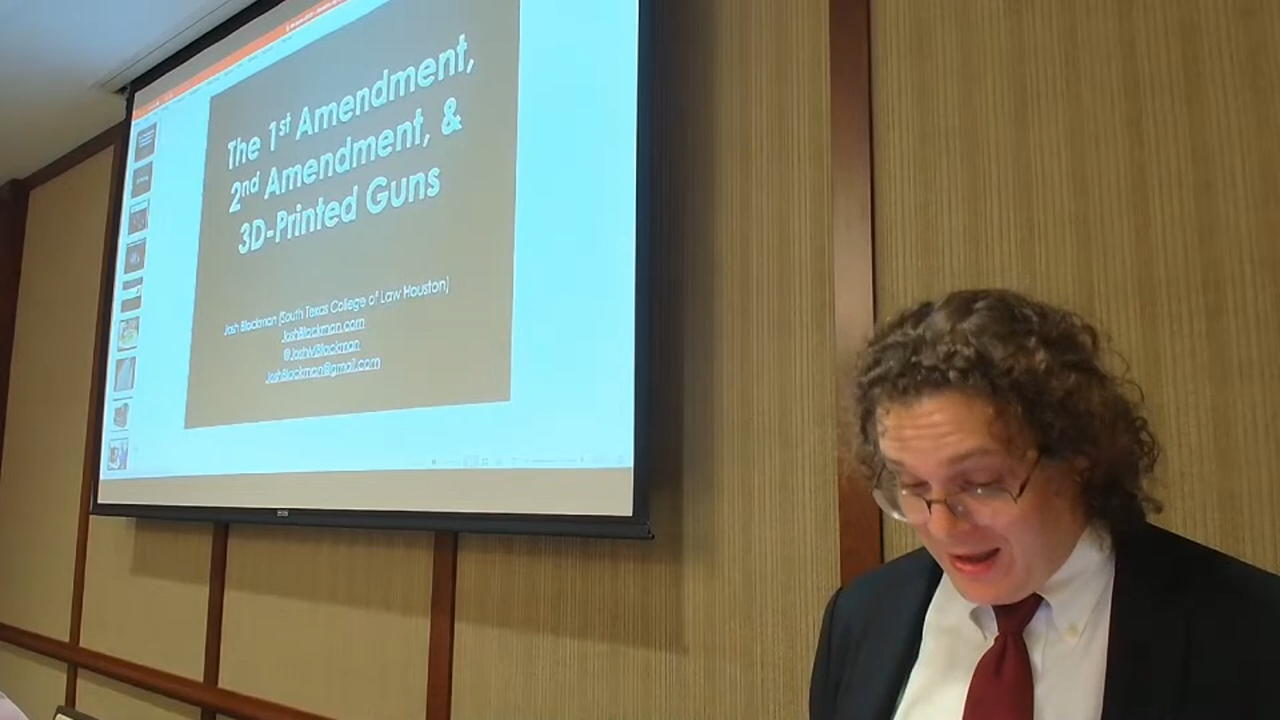 The 1st Amendment,
2nd Amendment, &
3D-Printed Guns
Josh Blackman (South Texas College of Law Houston)
JoshBlackman.com
@JoshMBlackman
JoshBlackman@gmail.com